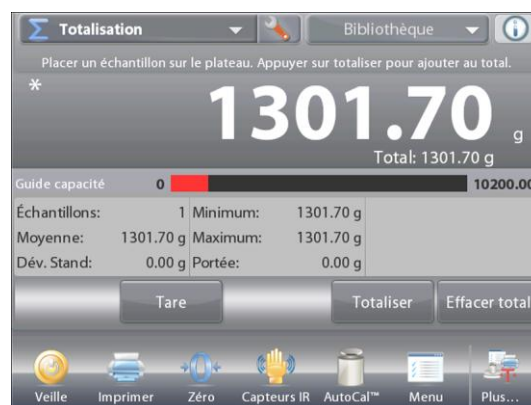 Σ Totalisation Bibliothèque
Placer un échantillon sur le plateau. Appuyer sur totaliser pour ajouter au total.
* 1301.70 g
Total: 1301.70 g
Guide capacité 0 10200.00
Échantillons: 1 Minimum: 1301.70 g
Moyenne: 1301.70 g Maximum: 1301.70 g
Dév. Stand: 0.00 g Portée: 0.00 g
Tare Totaliser Effacer total
Veille Imprimer Zéro Capteurs IR AutoCal™ Menu Plus...